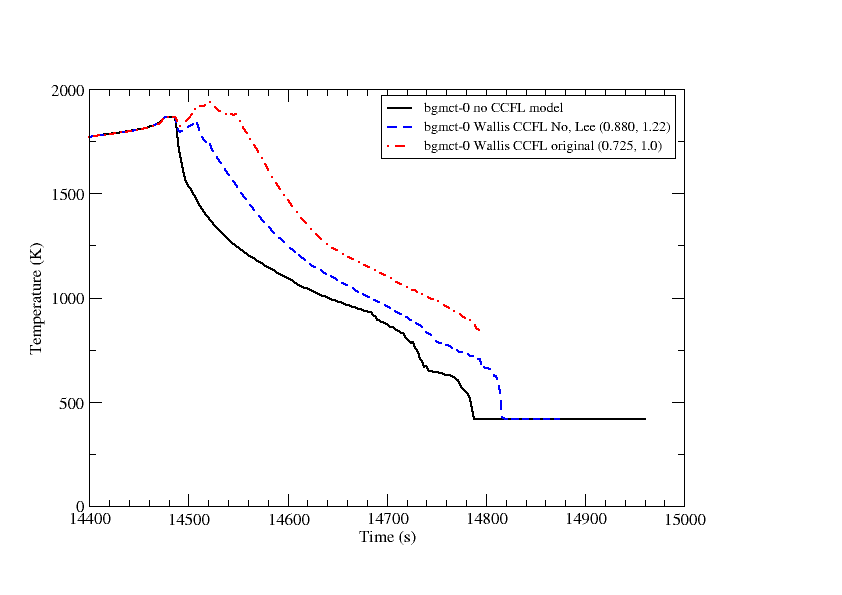 2000
bgmct-0 no CCFL model
bgmct-0 Wallis CCFL No, Lee (0.880, 1.22)
bgmct-0 Wallis CCFL original (0.725, 1.0)
1500
Temperature (K)
1000
500
0
14400 14500 14600 14700 14800 14900 15000
Time (s)